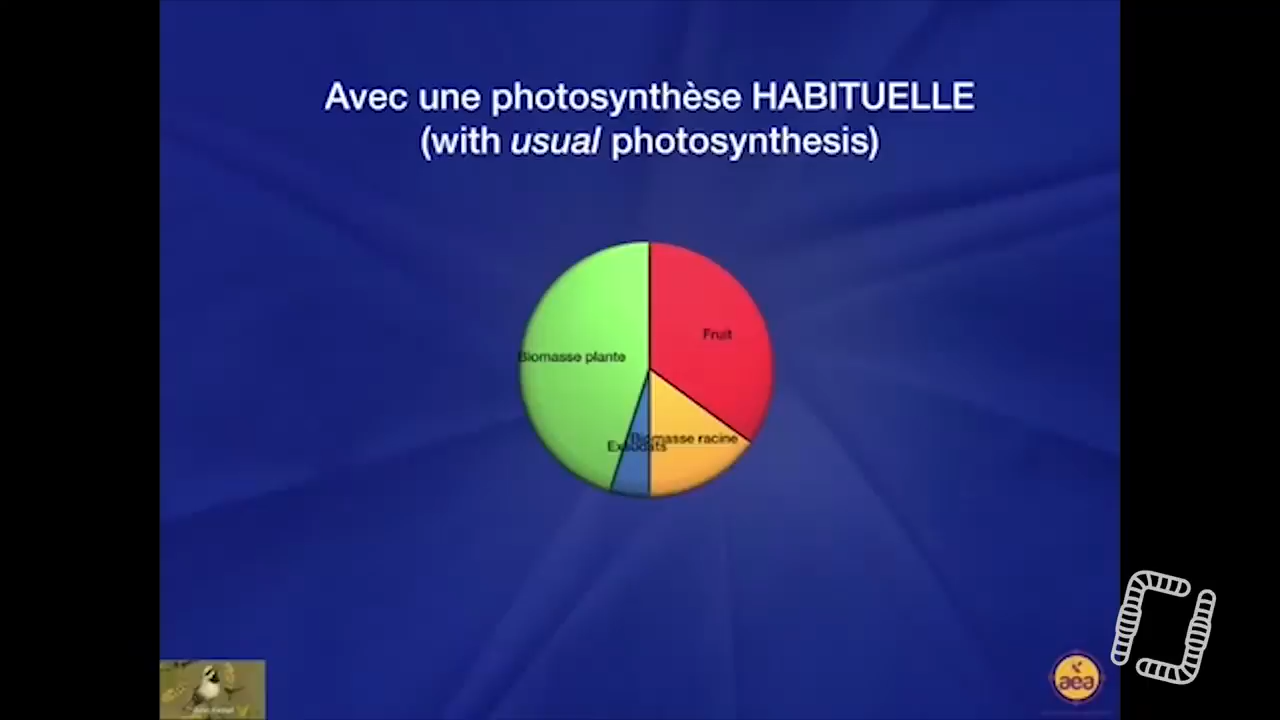 Avec une photosynthèse HABITUELLE
(with usual photosynthesis)
Fruit
Biomasse plante
Biomasse racine
Exsudats
aea